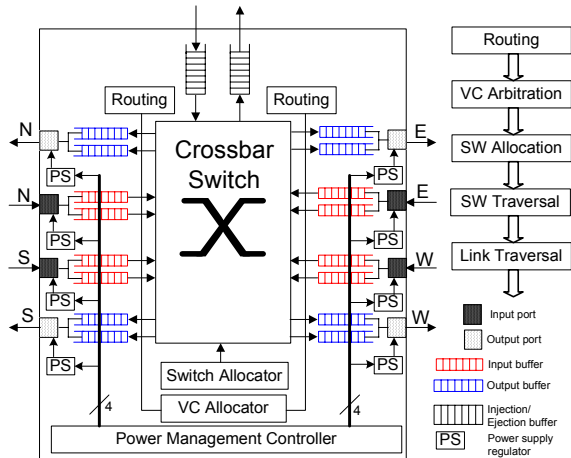 Routing
Routing
N
E
Crossbar
Switch
PS
PS
N
E
PS
PS
S
W
PS
PS
S
W
PS
PS
Switch Allocator
VC Allocator
4
4
Power Management Controller
Routing
VC Arbitration
SW Allocation
SW Traversal
Link Traversal
Input port
Output port
Input buffer
Output buffer
Injection/
Ejection buffer
PS
Power supply
regulator